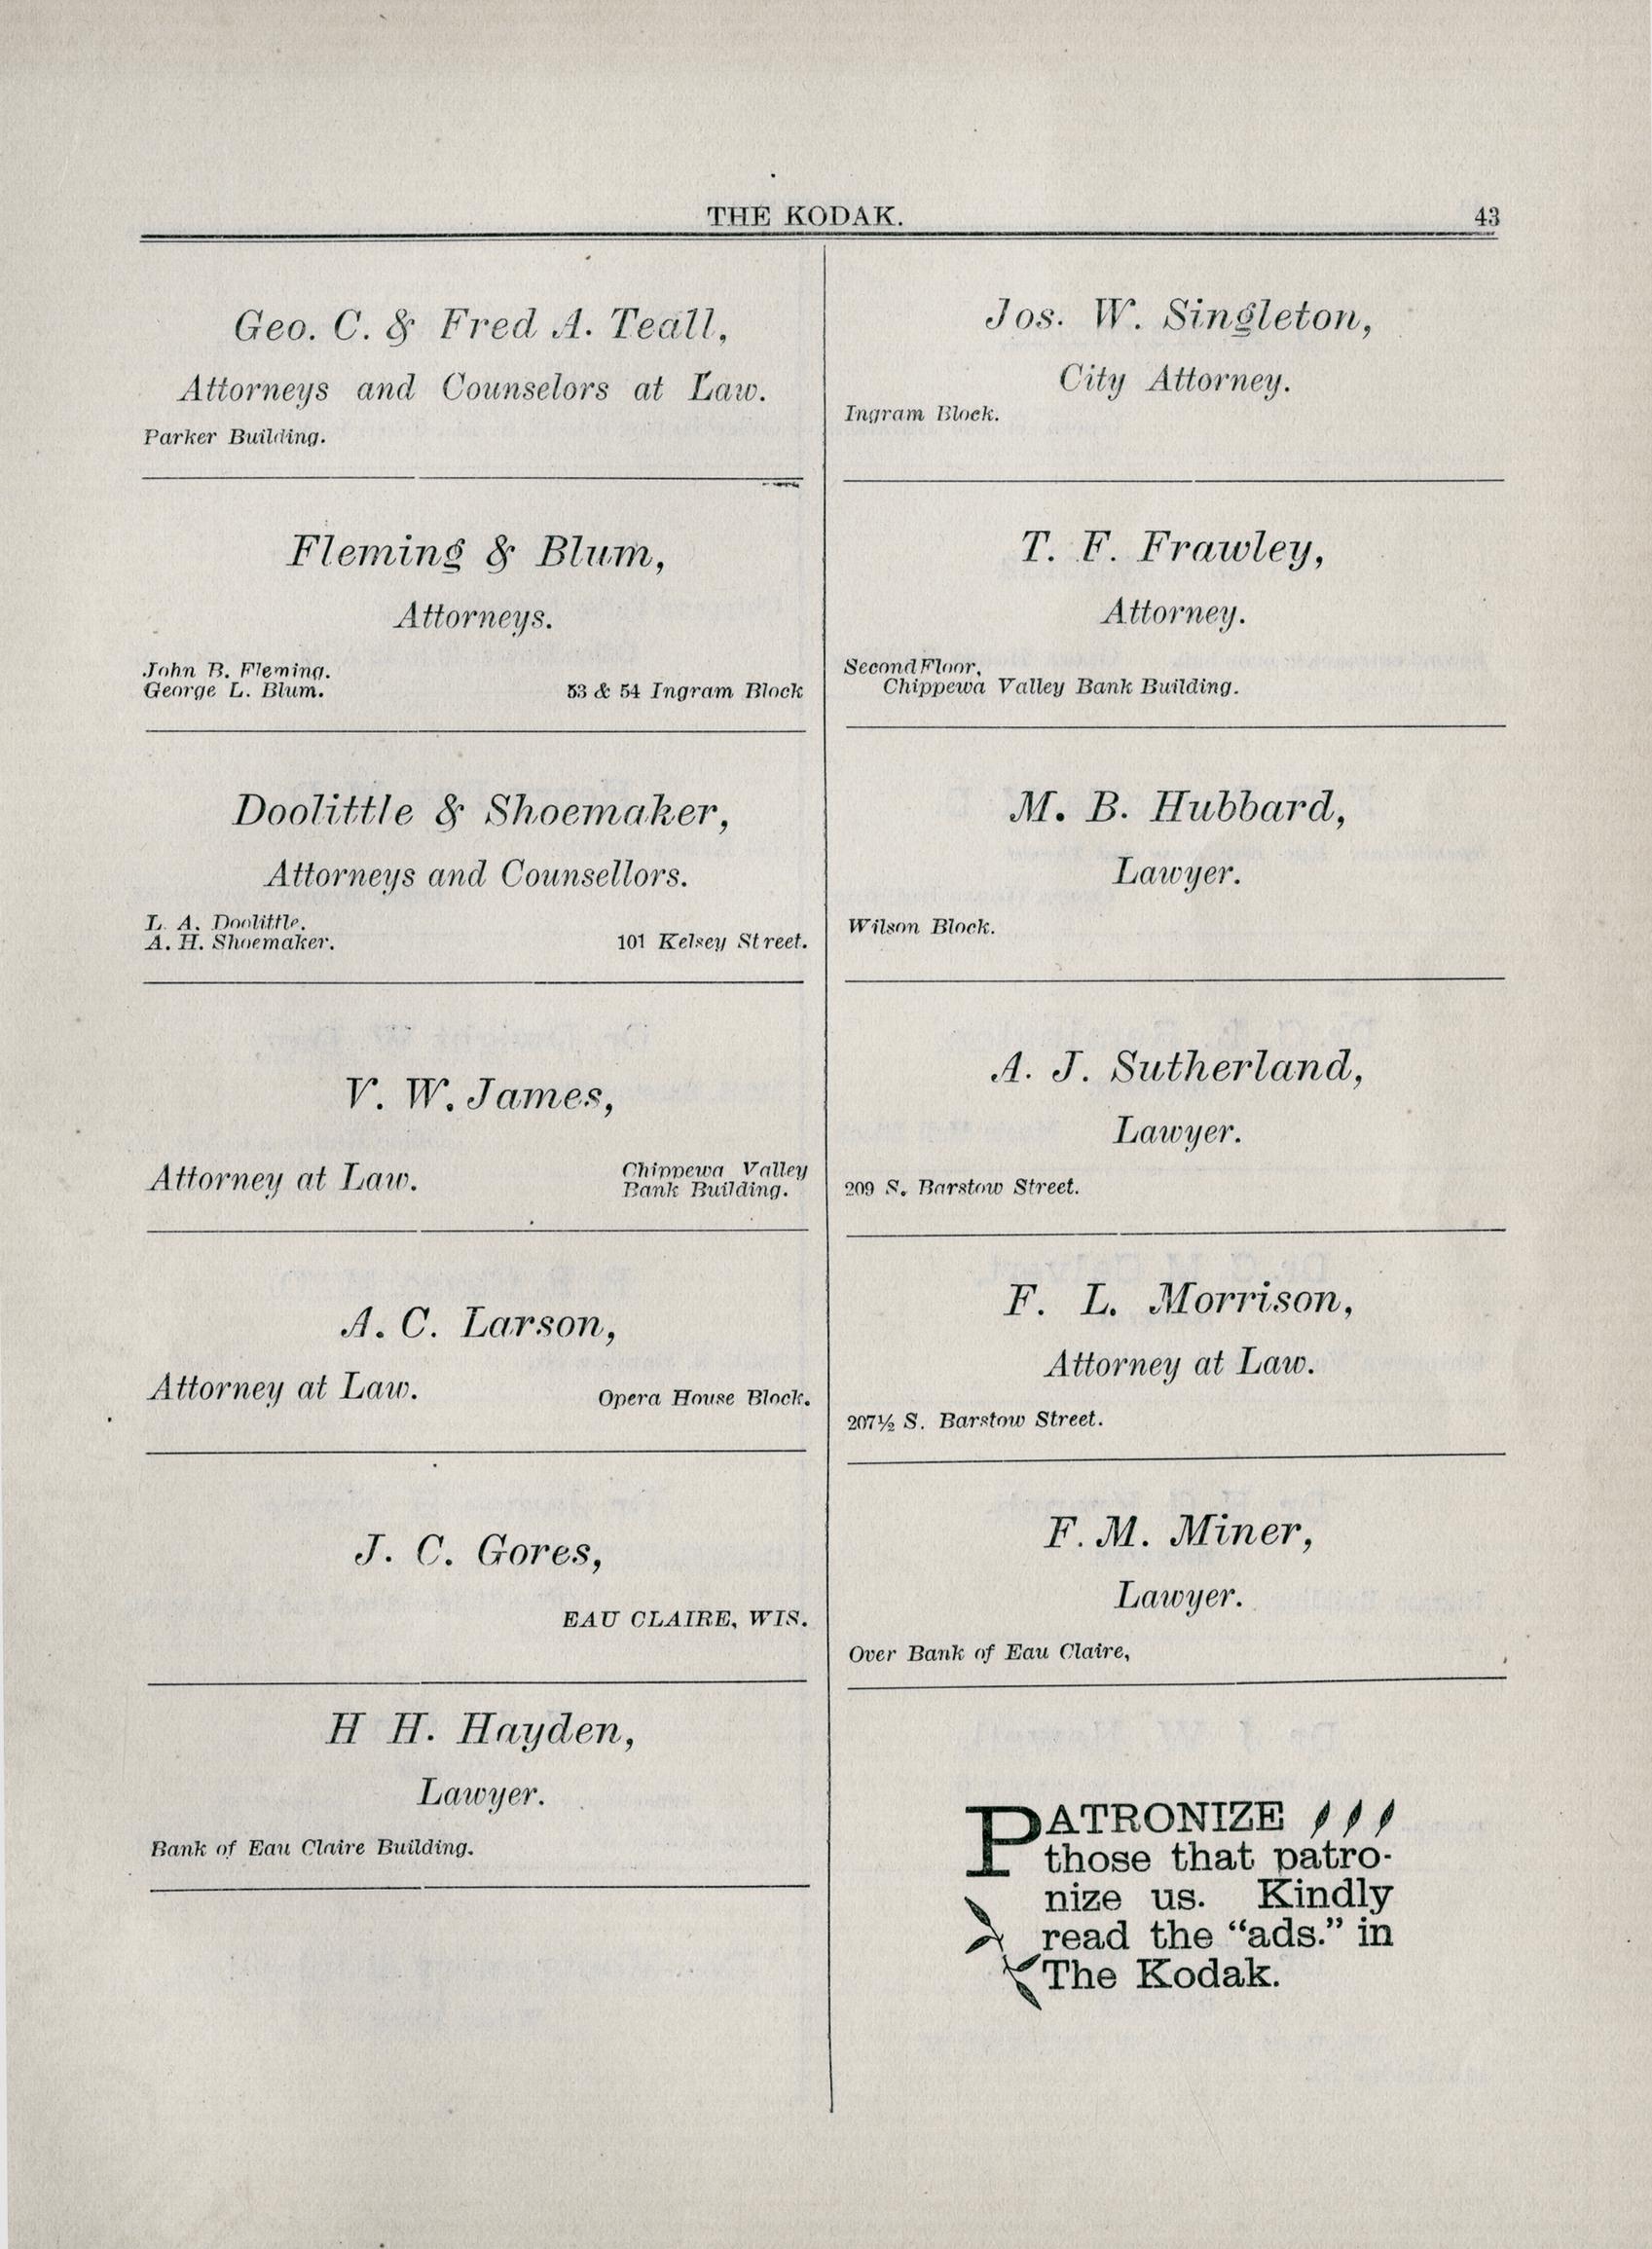 THE KODAK. 43
Geo. C. & Fred A. Teall,
Attorneys and Counselors at Law.
Parker Building.
Fleming & Blum,
Attorneys.
John B. Fleming.
George L. Blum. 53 & 54 Ingram Block
Doolittle & Shoemaker,
Attorneys and Counsellors.
L. A. Doolittle.
A. H. Shoemaker. 101 Kelsey Street.
V. W. James,
Attorney at Law. Chippewa Valley
Bank Building.
A. C. Larson,
Attorney at Law. Opera House Block.
J. C. Gores,
EAU CLAIRE, WIS.
H H. Hayden,
Lawyer.
Bank of Eau Claire Building.
Jos. W. Singleton,
City Attorney.
Ingram Block.
T. F. Frawley,
Attorney.
Second Floor,
Chippewa Valley Bank Building.
M. B. Hubbard,
Lawyer.
Wilson Block.
A. J. Sutherland,
Lawyer.
209 S. Barstow Street.
F. L. Morrison,
Attorney at Law.
207½ S. Barstow Street.
F. M. Miner,
Lawyer.
Over Bank of Eau Claire,
PATRONIZE
those that patro-
nize us. Kindly
read the "ads." in
The Kodak.